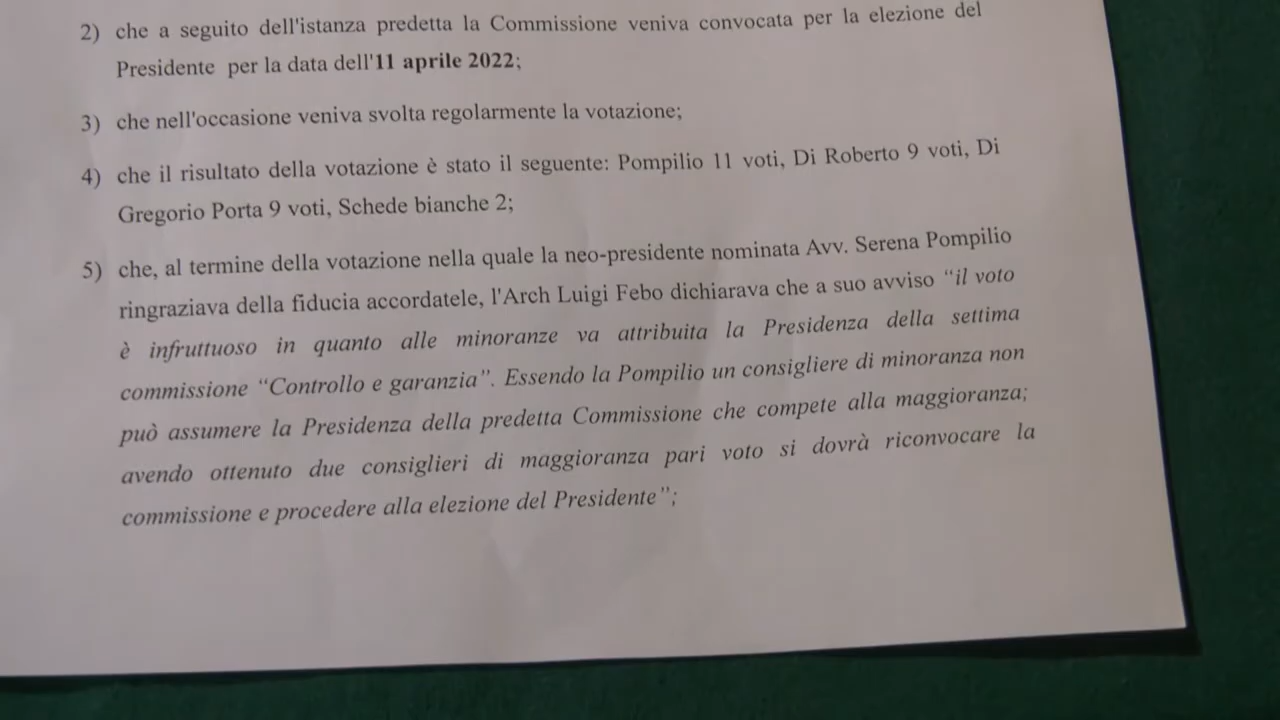 2) che a seguito dell'istanza predetta la Commissione veniva convocata per la elezione del
Presidente per la data dell'11 aprile 2022;
3) che nell'occasione veniva svolta regolarmente la votazione;
4) che il risultato della votazione è stato il seguente: Pompilio 11 voti, Di Roberto 9 voti, Di
Gregorio Porta 9 voti, Schede bianche 2;
5) che, al termine della votazione nella quale la neo-presidente nominata Avv. Serena Pompilio
ringraziava della fiducia accordatele, l'Arch Luigi Febo dichiarava che a suo avviso “il voto
è infruttuoso in quanto alle minoranze va attribuita la Presidenza della settima
commissione “Controllo e garanzia”. Essendo la Pompilio un consigliere di minoranza non
può assumere la Presidenza della predetta Commissione che compete alla maggioranza;
avendo ottenuto due consiglieri di maggioranza pari voto si dovrà riconvocare la
commissione e procedere alla elezione del Presidente”;